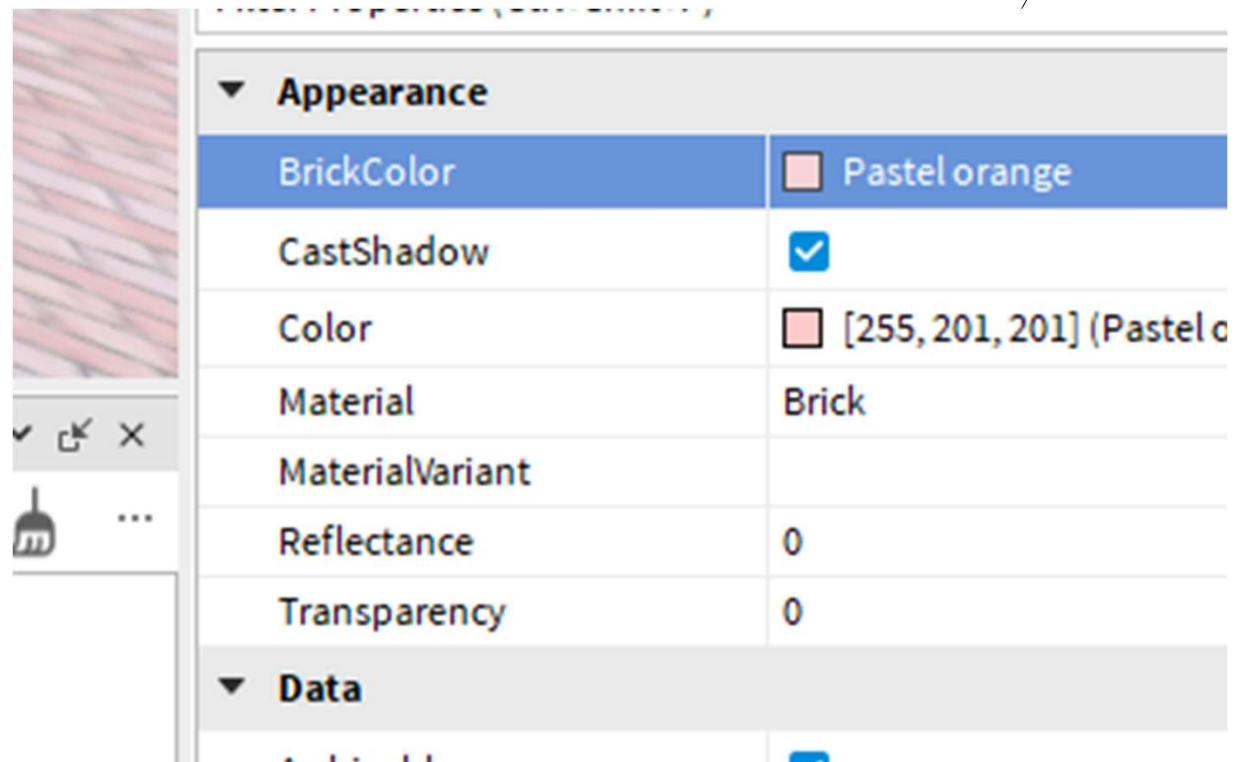 Appearance
BrickColor Pastel orange
CastShadow
Color [255, 201, 201] (Pastel o
Material Brick
MaterialVariant
Reflectance 0
Transparency 0
Data